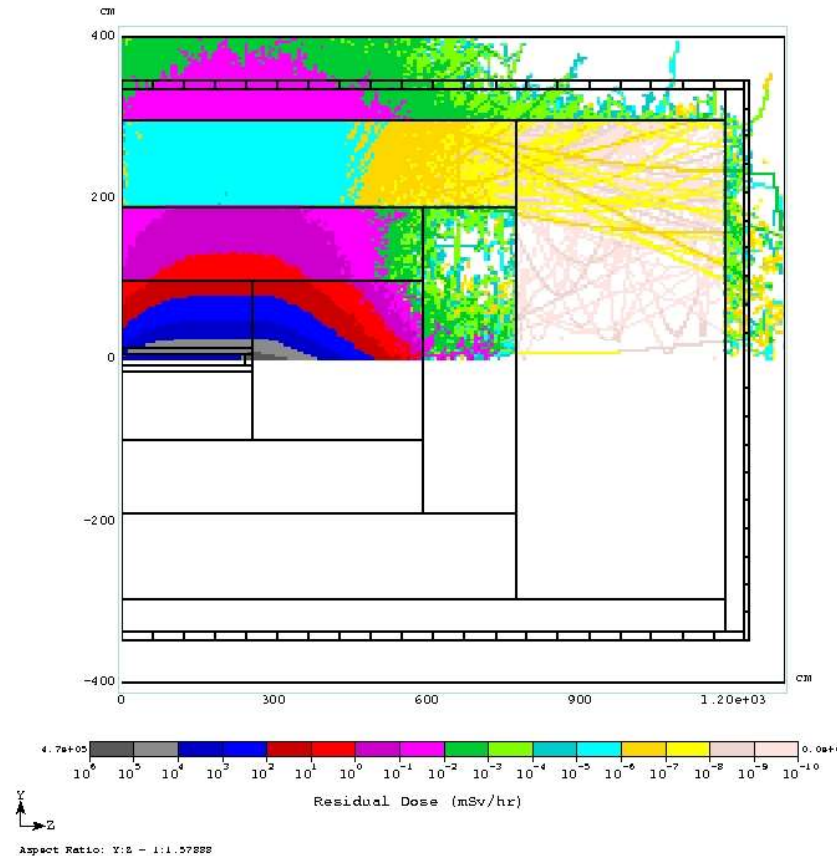 cm
400
200
0
-200
-400
cm
0 300 600 900 1.20e+03
4.7e+05 0.0e+
10^6 10^5 10^4 10^3 10^2 10^1 10^0 10^-1 10^-2 10^-3 10^-4 10^-5 10^-6 10^-7 10^-8 10^-9 10^-10
Residual Dose (mSv/hr)
Y
Z
Aspect Ratio: Y:Z - 1:1.57888